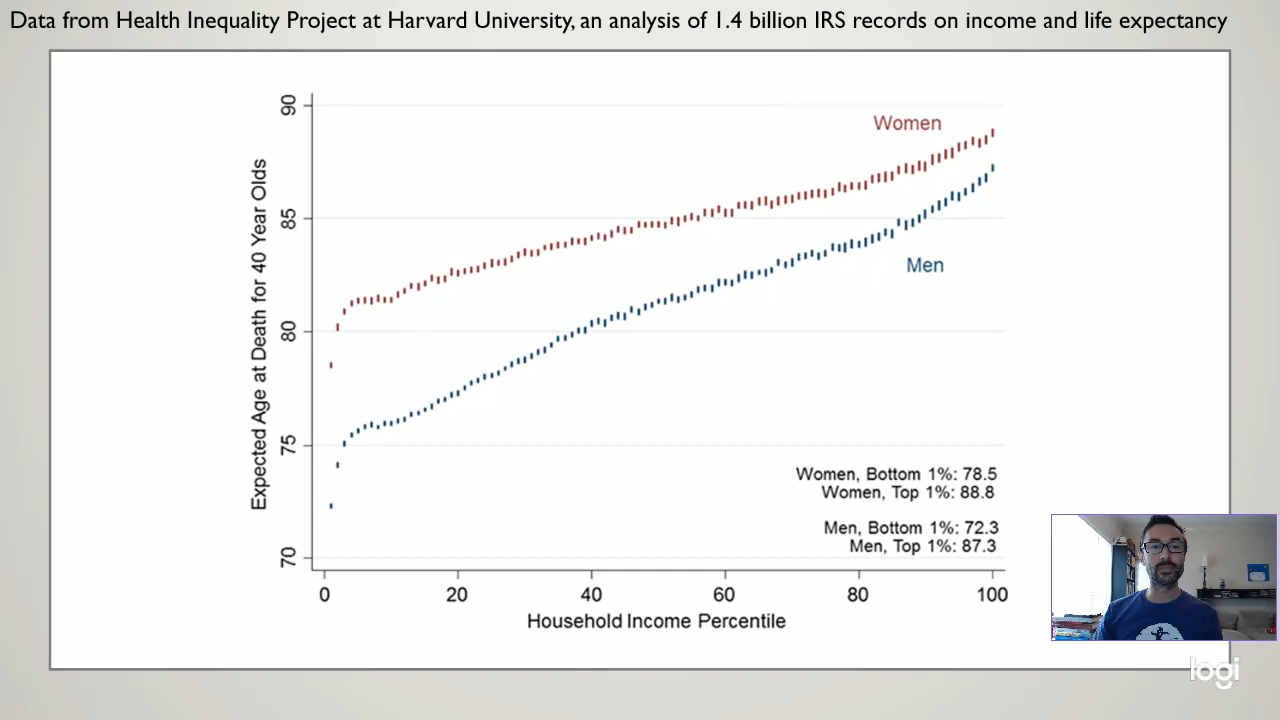 Data from Health Inequality Project at Harvard University, an analysis of 1.4 billion IRS records on income and life expectancy
90
Women
85
Men
80
75
Women, Bottom 1%: 78.5
Women, Top 1%: 88.8
Men, Bottom 1%: 72.3
Men, Top 1%: 87.3
70
Expected Age at Death for 40 Year Olds
0 20 40 60 80 100
Household Income Percentile
logi